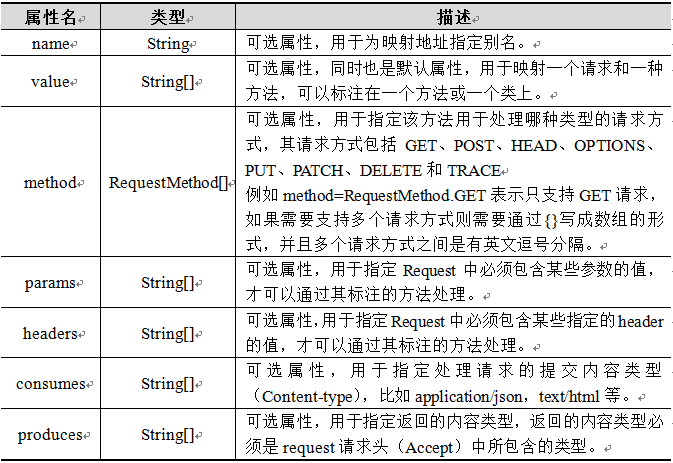 属性名 类型 描述
name String 可选属性，用于为映射地址指定别名。
value String[] 可选属性，同时也是默认属性，用于映射一个请求和一种
方法，可以标注在一个方法或一个类上。
可选属性，用于指定该方法用于处理哪种类型的请求方
式，其请求方式包括 GET、POST、HEAD、OPTIONS、
PUT、PATCH、DELETE 和 TRACE
method RequestMethod[] 例如 method=RequestMethod.GET 表示只支持 GET 请求，
如果需要支持多个请求方式则需要通过{}写成数组的形
式，并且多个请求方式之间是有英文逗号分隔。
params String[] 可选属性，用于指定 Request 中必须包含某些参数的值，
才可以通过其标注的方法处理。
headers String[] 可选属性，用于指定 Request 中必须包含某些指定的 header
的值，才可以通过其标注的方法处理。
consumes String[] 可选属性，用于指定处理请求的提交内容类型
（Content-type），比如 application/json，text/html 等。
produces String[] 可选属性，用于指定返回的内容类型，返回的内容类型必
须是 request 请求头（Accept）中所包含的类型。